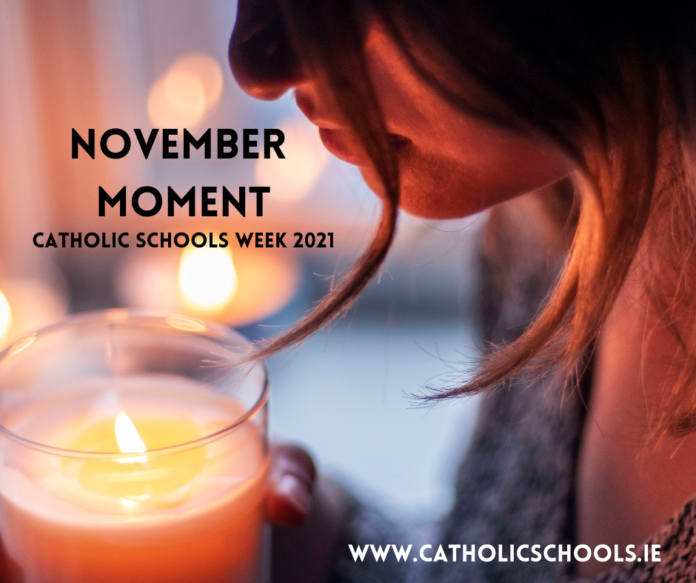 NOVEMBER
MOMENT
CATHOLIC SCHOOLS WEEK 2021
WWW.CATHOLICSCHOOLS.IE